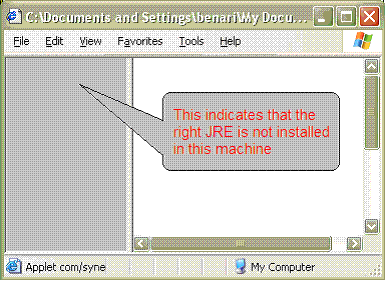 C:\Documents and Settings\benari\My Docu...
File Edit View Favorites Tools Help
This indicates that the
right JRE is not installed
in this machine
Applet com/syne My Computer